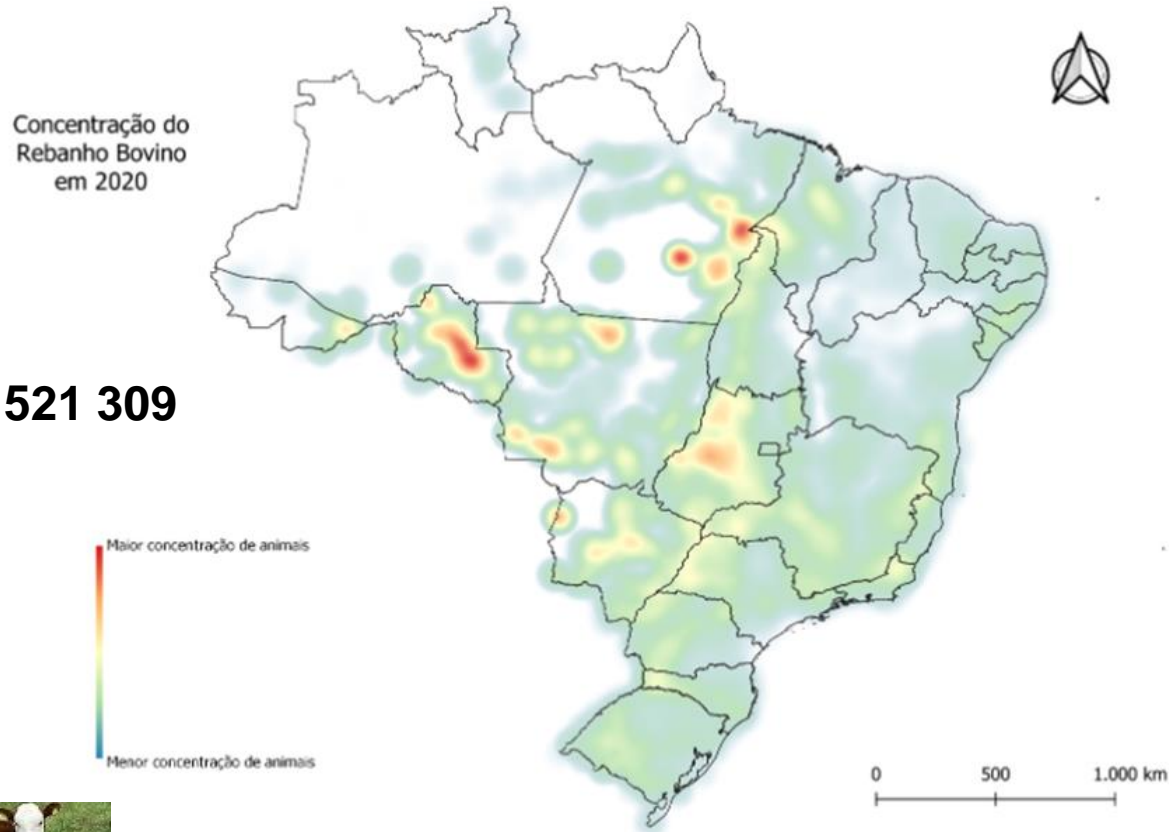 Concentração do
Rebanho Bovino
em 2020
521 309
Maior concentração de animais
Menor concentração de animais
0 500 1.000 km